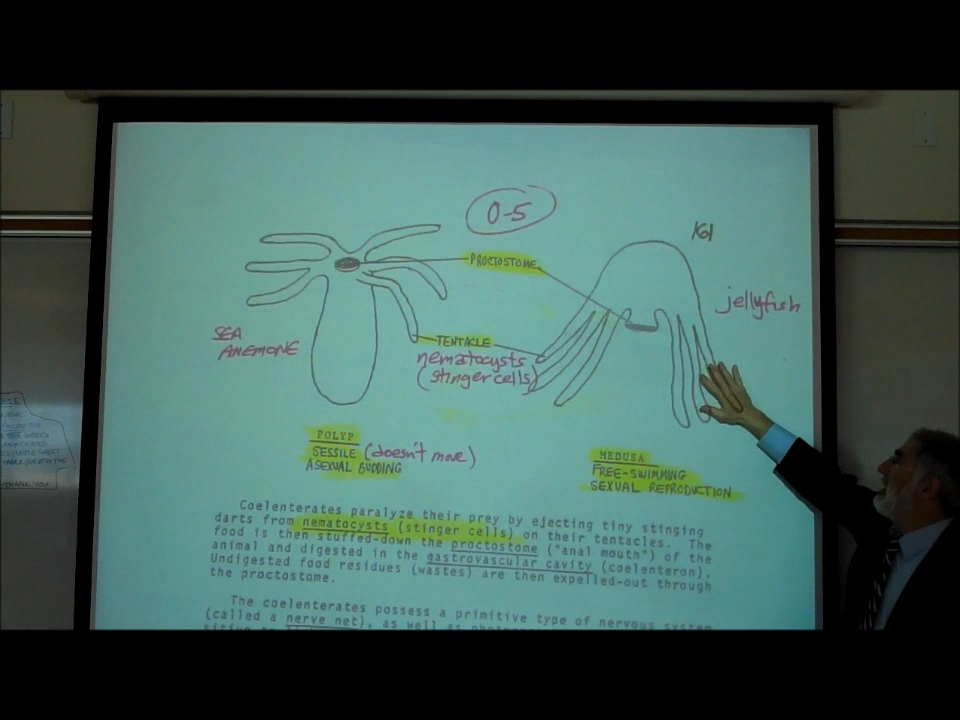 O-5
161
PROCTOSTOME
jellyfish
SEA
ANEMONE
TENTACLE
nematocysts
(stinger cells)
POLYP
SESSILE (doesn't move)
ASEXUAL BUDDING
MEDUSA
FREE-SWIMMING
SEXUAL REPRODUCTION
Coelenterates paralyze their prey by ejecting tiny stinging
darts from nematocysts (stinger cells) on their tentacles. The
food is then stuffed-down the proctostome ("anal mouth") of the
animal and digested in the gastrovascular cavity (coelenteron).
Undigested food residues (wastes) are then expelled-out through
the proctostome.
The coelenterates possess a primitive type of nervous system
(called a nerve net), as well as
THANK YOU